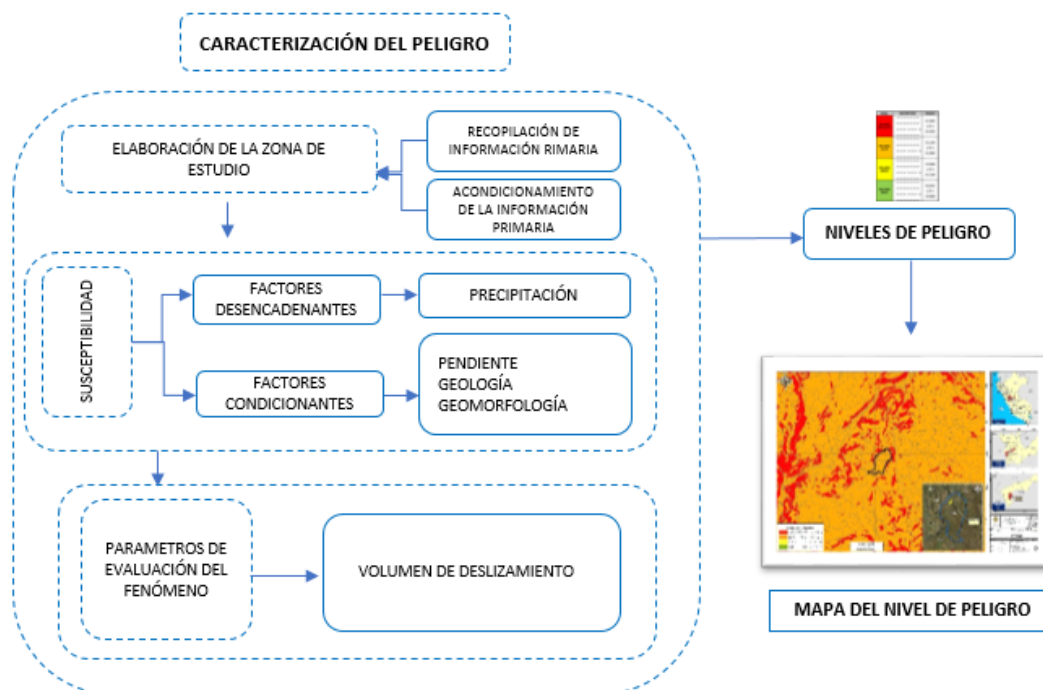 CARACTERIZACIÓN DEL PELIGRO
ELABORACIÓN DE LA ZONA DE
ESTUDIO
RECOPILACIÓN DE
INFORMACIÓN RIMARIA
ACONDICIONAMIENTO
DE LA INFORMACIÓN
PRIMARIA
SUSCEPTIBILIDAD
FACTORES
DESENCADENANTES
PRECIPITACIÓN
FACTORES
CONDICIONANTES
PENDIENTE
GEOLOGÍA
GEOMORFOLOGÍA
PARAMETROS DE
EVALUACIÓN DEL
FENÓMENO
VOLUMEN DE DESLIZAMIENTO
NIVELES DE PELIGRO
MAPA DEL NIVEL DE PELIGRO